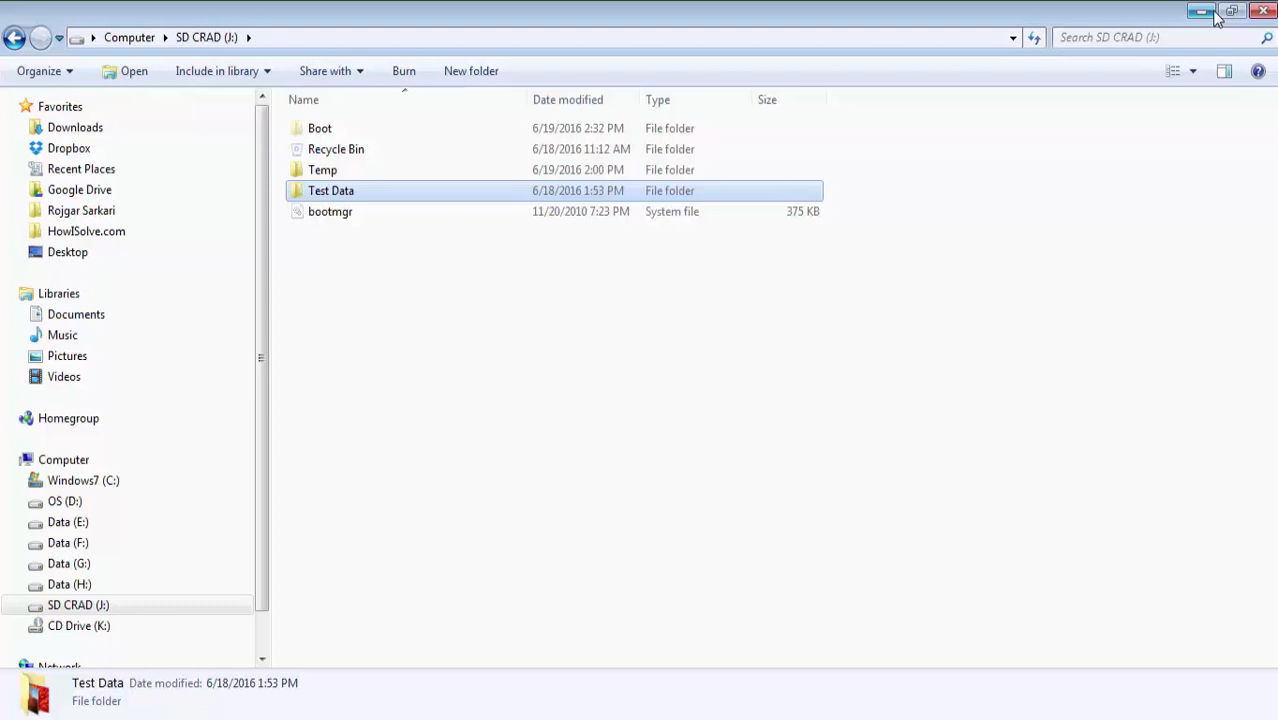 Computer SD CRAD (J:)
Search SD CRAD (J:)
Organize Open Include in library Share with Burn New folder
Name Date modified Type Size
Boot 6/19/2016 2:32 PM File folder
Recycle Bin 6/18/2016 11:12 AM File folder
Temp 6/19/2016 2:00 PM File folder
Test Data 6/18/2016 1:53 PM File folder
bootmgr 11/20/2010 7:23 PM System file 375 KB
Favorites
Downloads
Dropbox
Recent Places
Google Drive
Rojgar Sarkari
HowISolve.com
Desktop
Libraries
Documents
Music
Pictures
Videos
Homegroup
Computer
Windows7 (C:)
OS (D:)
Data (E:)
Data (F:)
Data (G:)
Data (H:)
SD CRAD (J:)
CD Drive (K:)
Network
Test Data Date modified: 6/18/2016 1:53 PM
File folder